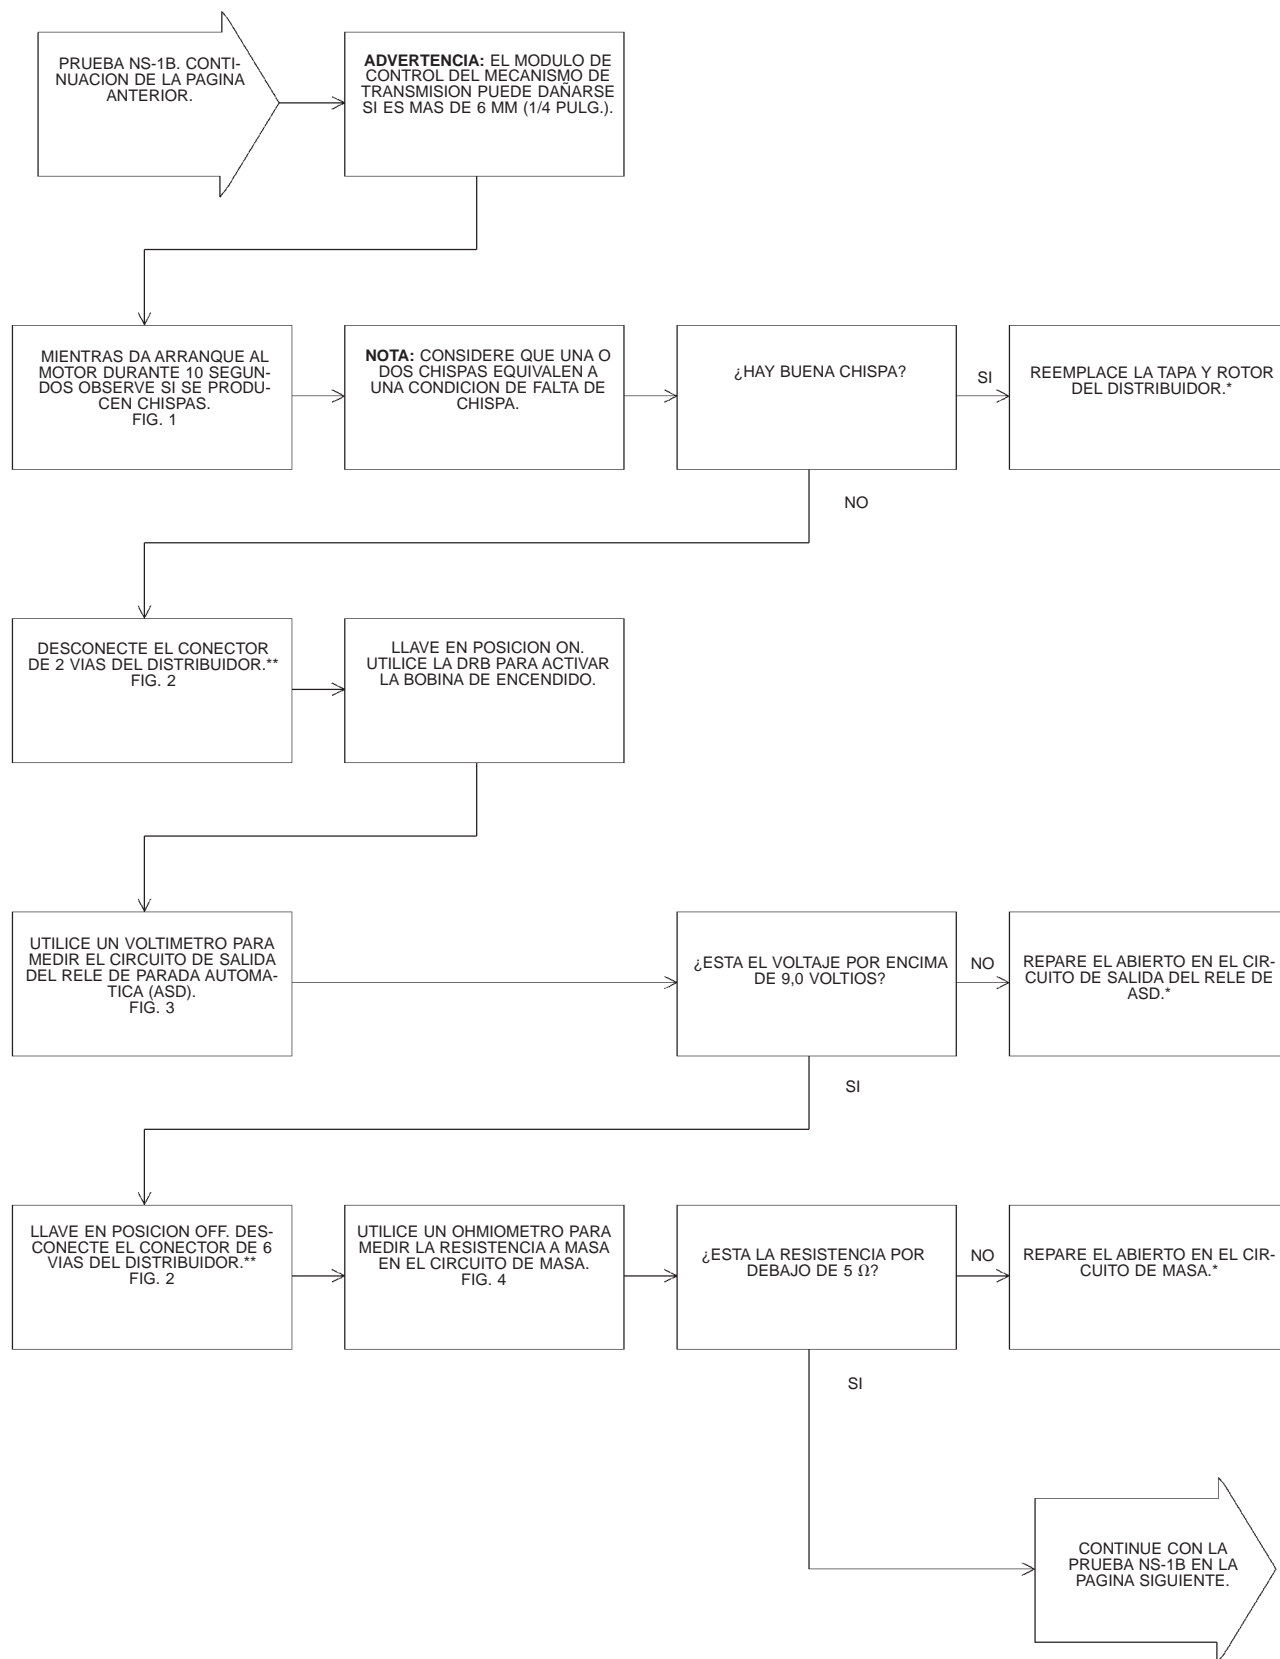 PRUEBA NS-1B. CONTI-
NUACION DE LA PAGINA
ANTERIOR.
ADVERTENCIA: EL MODULO DE
CONTROL DEL MECANISMO DE
TRANSMISION PUEDE DAÑARSE
SI ES MAS DE 6 MM (1/4 PULG.).
MIENTRAS DA ARRANQUE AL
MOTOR DURANTE 10 SEGUN-
DOS OBSERVE SI SE PRODU-
CEN CHISPAS.
FIG. 1
NOTA: CONSIDERE QUE UNA O
DOS CHISPAS EQUIVALEN A
UNA CONDICION DE FALTA DE
CHISPA.
¿HAY BUENA CHISPA?
SI
REEMPLACE LA TAPA Y ROTOR
DEL DISTRIBUIDOR.*
NO
DESCONECTE EL CONECTOR
DE 2 VIAS DEL DISTRIBUIDOR.**
FIG. 2
LLAVE EN POSICION ON.
UTILICE LA DRB PARA ACTIVAR
LA BOBINA DE ENCENDIDO.
UTILICE UN VOLTIMETRO PARA
MEDIR EL CIRCUITO DE SALIDA
DEL RELE DE PARADA AUTOMA-
TICA (ASD).
FIG. 3
¿ESTA EL VOLTAJE POR ENCIMA
DE 9,0 VOLTIOS?
NO
REPARE EL ABIERTO EN EL CIR-
CUITO DE SALIDA DEL RELE DE
ASD.*
SI
LLAVE EN POSICION OFF. DES-
CONECTE EL CONECTOR DE 6
VIAS DEL DISTRIBUIDOR.**
FIG. 2
UTILICE UN OHMIOMETRO PARA
MEDIR LA RESISTENCIA A MASA
EN EL CIRCUITO DE MASA.
FIG. 4
¿ESTA LA RESISTENCIA POR
DEBAJO DE 5 Ω?
NO
REPARE EL ABIERTO EN EL CIR-
CUITO DE MASA.*
SI
CONTINUE CON LA
PRUEBA NS-1B EN LA
PAGINA SIGUIENTE.